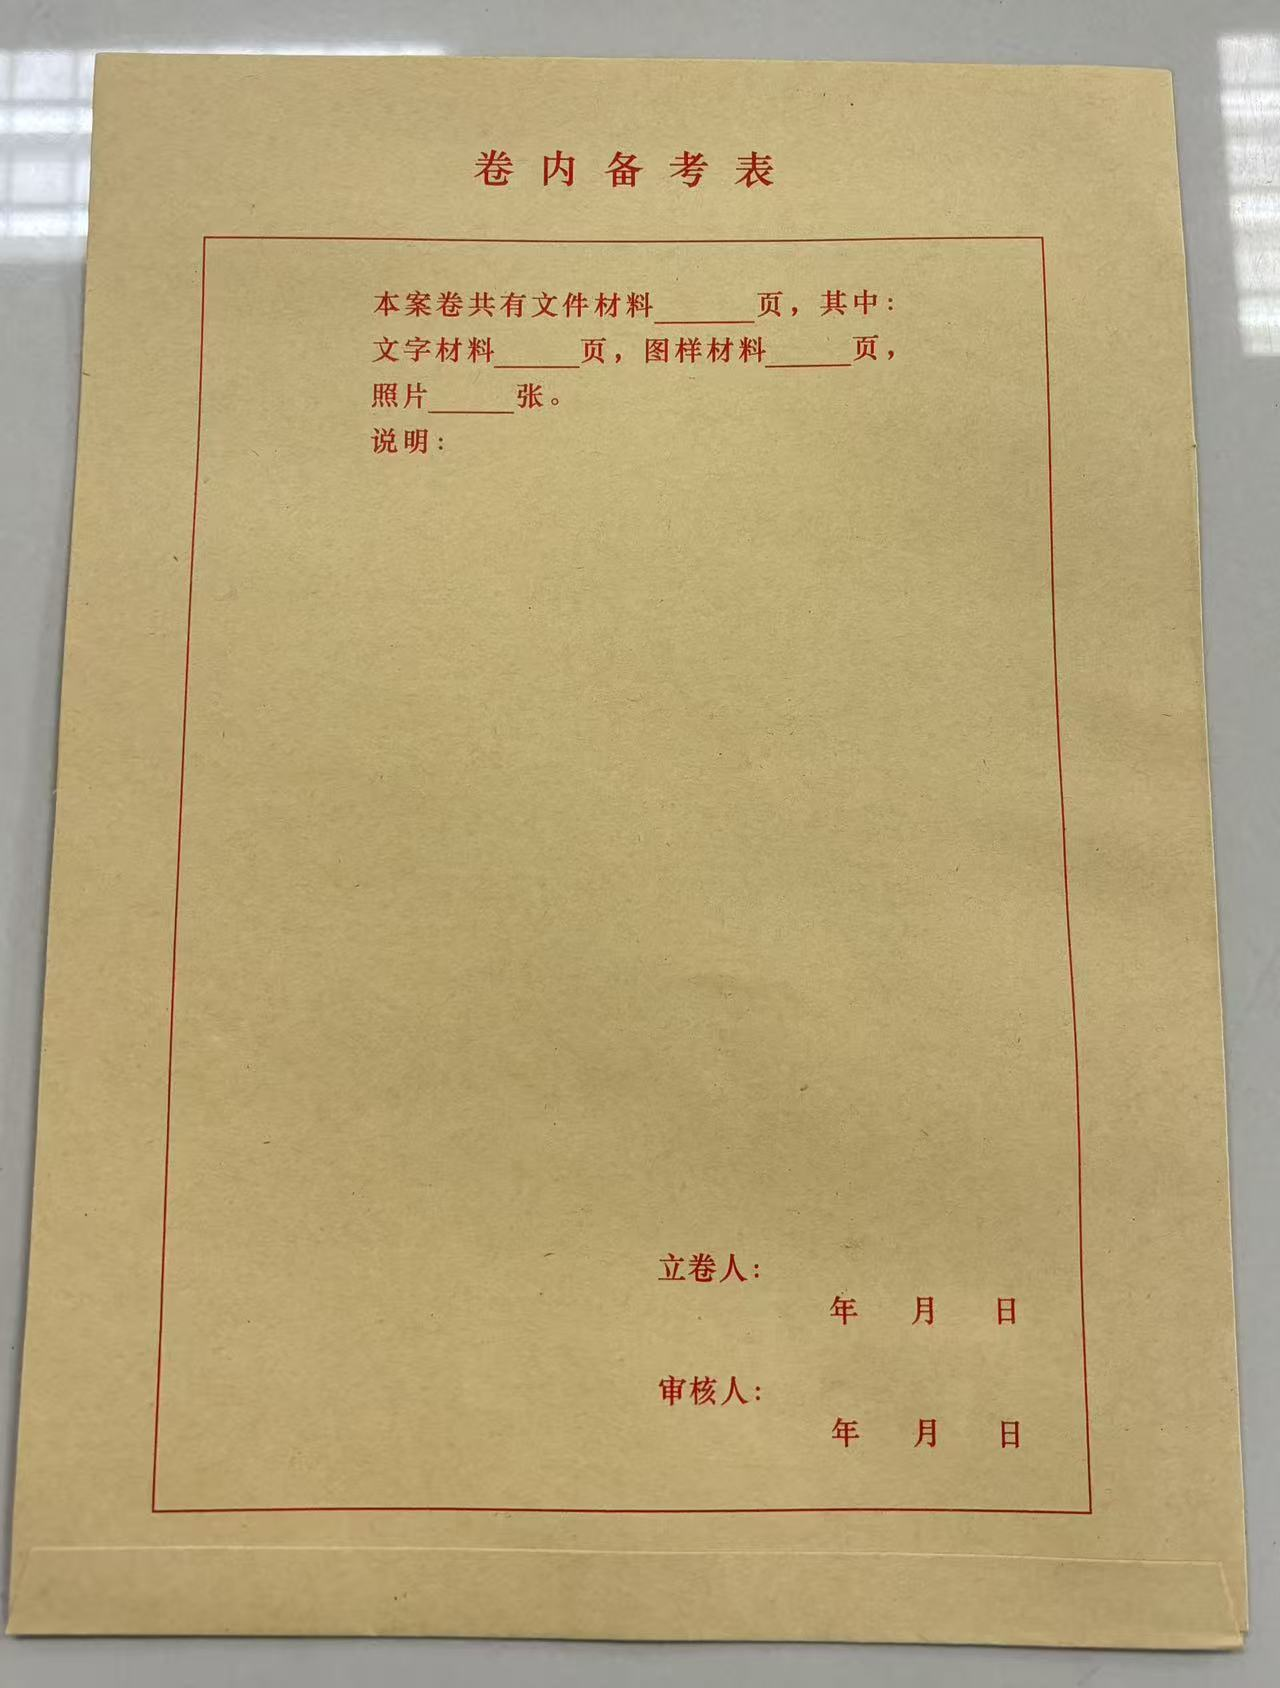 卷内备考表
本案卷共有文件材料______页，其中：
文字材料_____页，图样材料_____页，
照片_____张。
说明：
立卷人：
年 月 日
审核人：
年 月 日